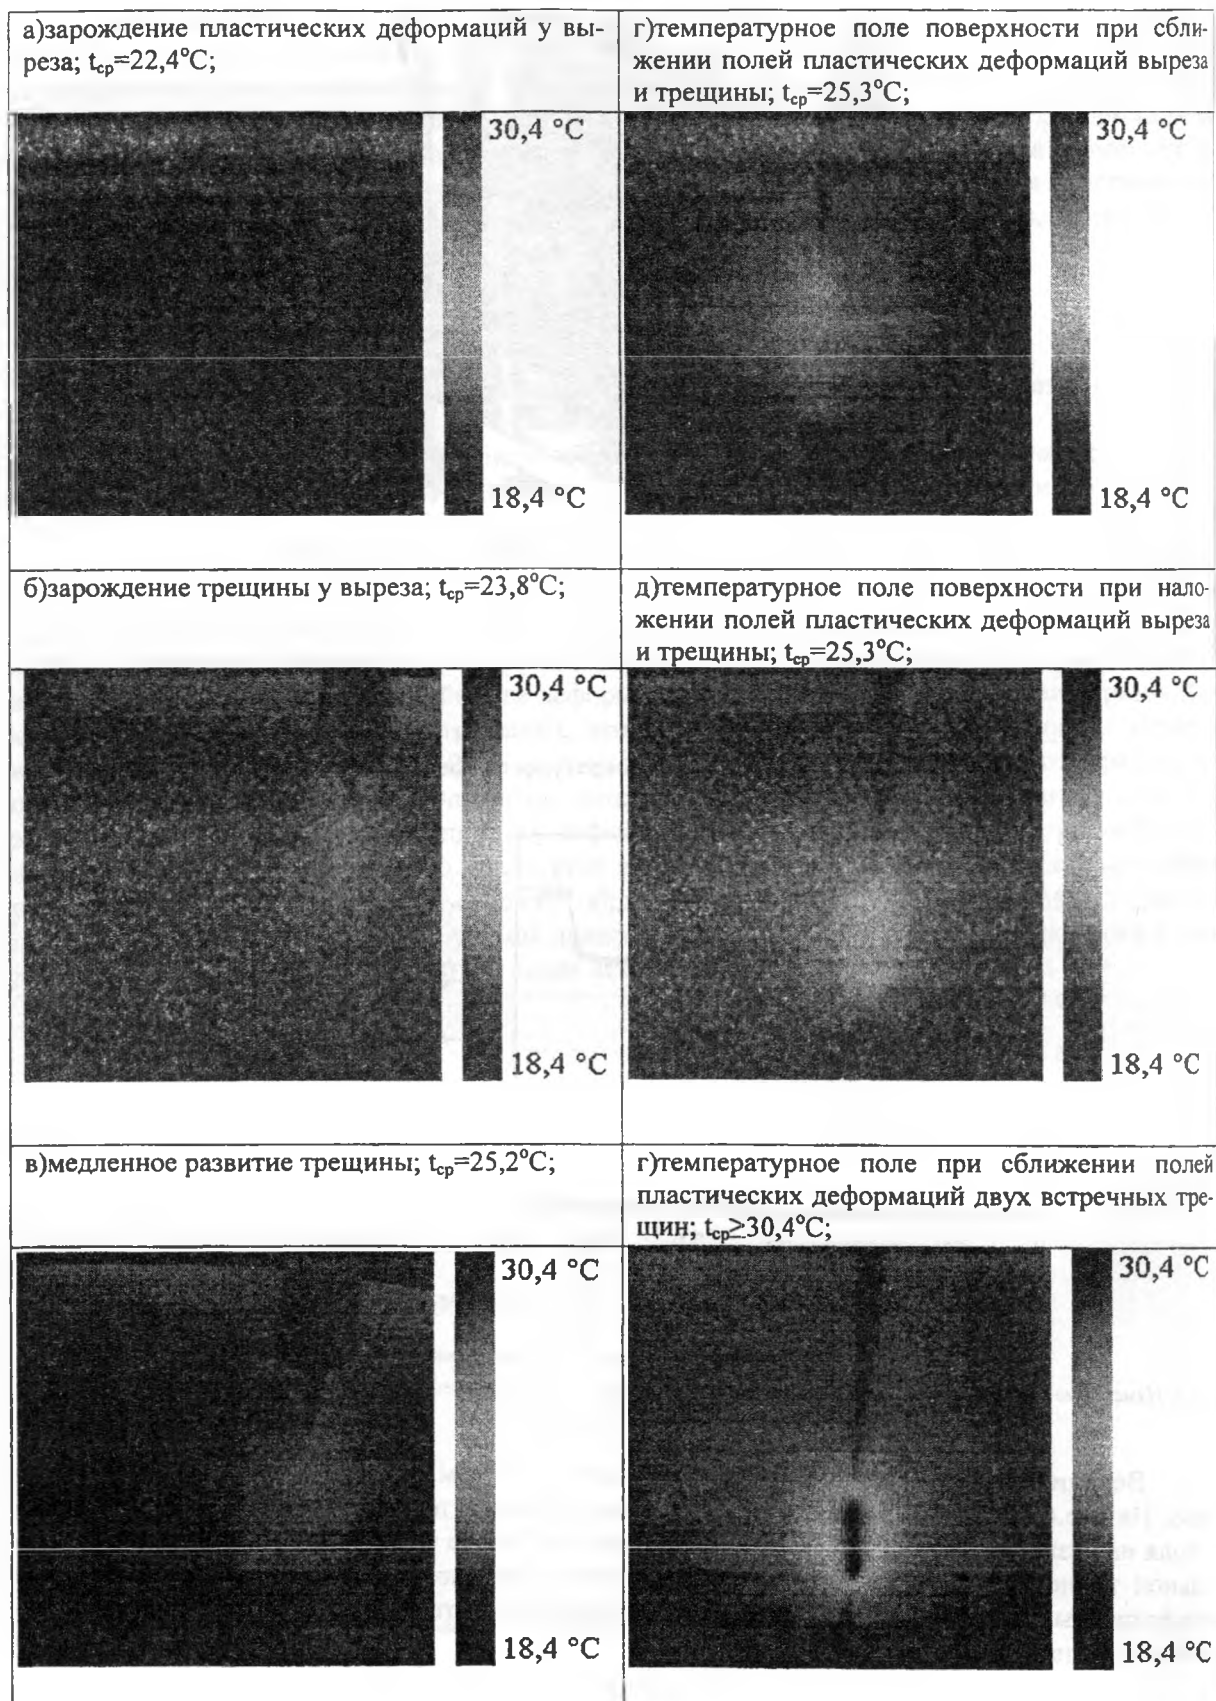 а)зарождение пластических деформаций у вы-
реза; tср=22,4°C;
30,4 °C
18,4 °C
г)температурное поле поверхности при сбли-
жении полей пластических деформаций выреза
и трещины; tср=25,3°C;
30,4 °C
18,4 °C
б)зарождение трещины у выреза; tср=23,8°C;
30,4 °C
18,4 °C
д)температурное поле поверхности при нало-
жении полей пластических деформаций выреза
и трещины; tср=25,3°C;
30,4 °C
18,4 °C
в)медленное развитие трещины; tср=25,2°C;
30,4 °C
18,4 °C
г)температурное поле при сближении полей
пластических деформаций двух встречных тре-
щин; tср≥30,4°C;
30,4 °C
18,4 °C